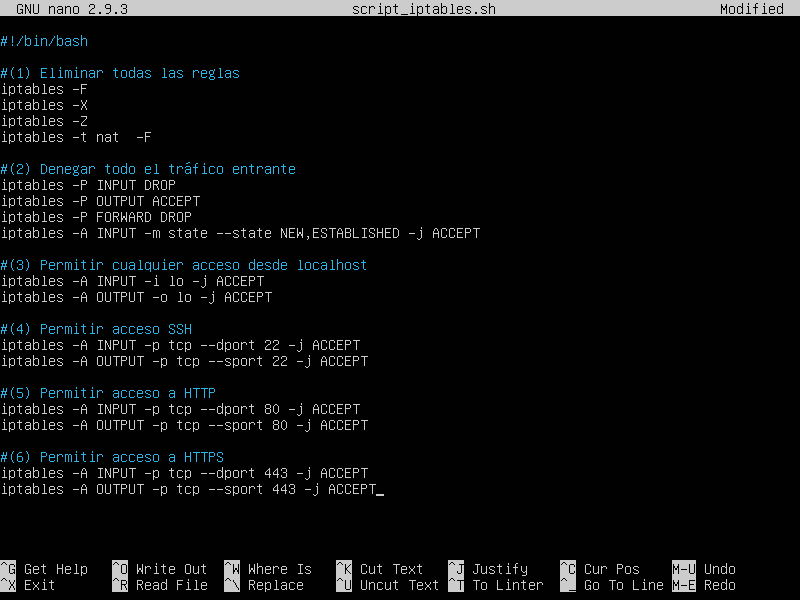 GNU nano 2.9.3 script_iptables.sh Modified
#!/bin/bash
#(1) Eliminar todas las reglas
iptables -F
iptables -X
iptables -Z
iptables -t nat  -F
#(2) Denegar todo el tráfico entrante
iptables -P INPUT DROP
iptables -P OUTPUT ACCEPT
iptables -P FORWARD DROP
iptables -A INPUT -m state --state NEW,ESTABLISHED -j ACCEPT
#(3) Permitir cualquier acceso desde localhost
iptables -A INPUT -i lo -j ACCEPT
iptables -A OUTPUT -o lo -j ACCEPT
#(4) Permitir acceso SSH
iptables -A INPUT -p tcp --dport 22 -j ACCEPT
iptables -A OUTPUT -p tcp --sport 22 -j ACCEPT
#(5) Permitir acceso a HTTP
iptables -A INPUT -p tcp --dport 80 -j ACCEPT
iptables -A OUTPUT -p tcp --sport 80 -j ACCEPT
#(6) Permitir acceso a HTTPS
iptables -A INPUT -p tcp --dport 443 -j ACCEPT
iptables -A OUTPUT -p tcp --sport 443 -j ACCEPT
^G Get Help ^O Write Out ^W Where Is ^K Cut Text ^J Justify ^C Cur Pos M-U Undo
^X Exit ^R Read File ^\ Replace ^U Uncut Text ^T To Linter ^_ Go To Line M-E Redo